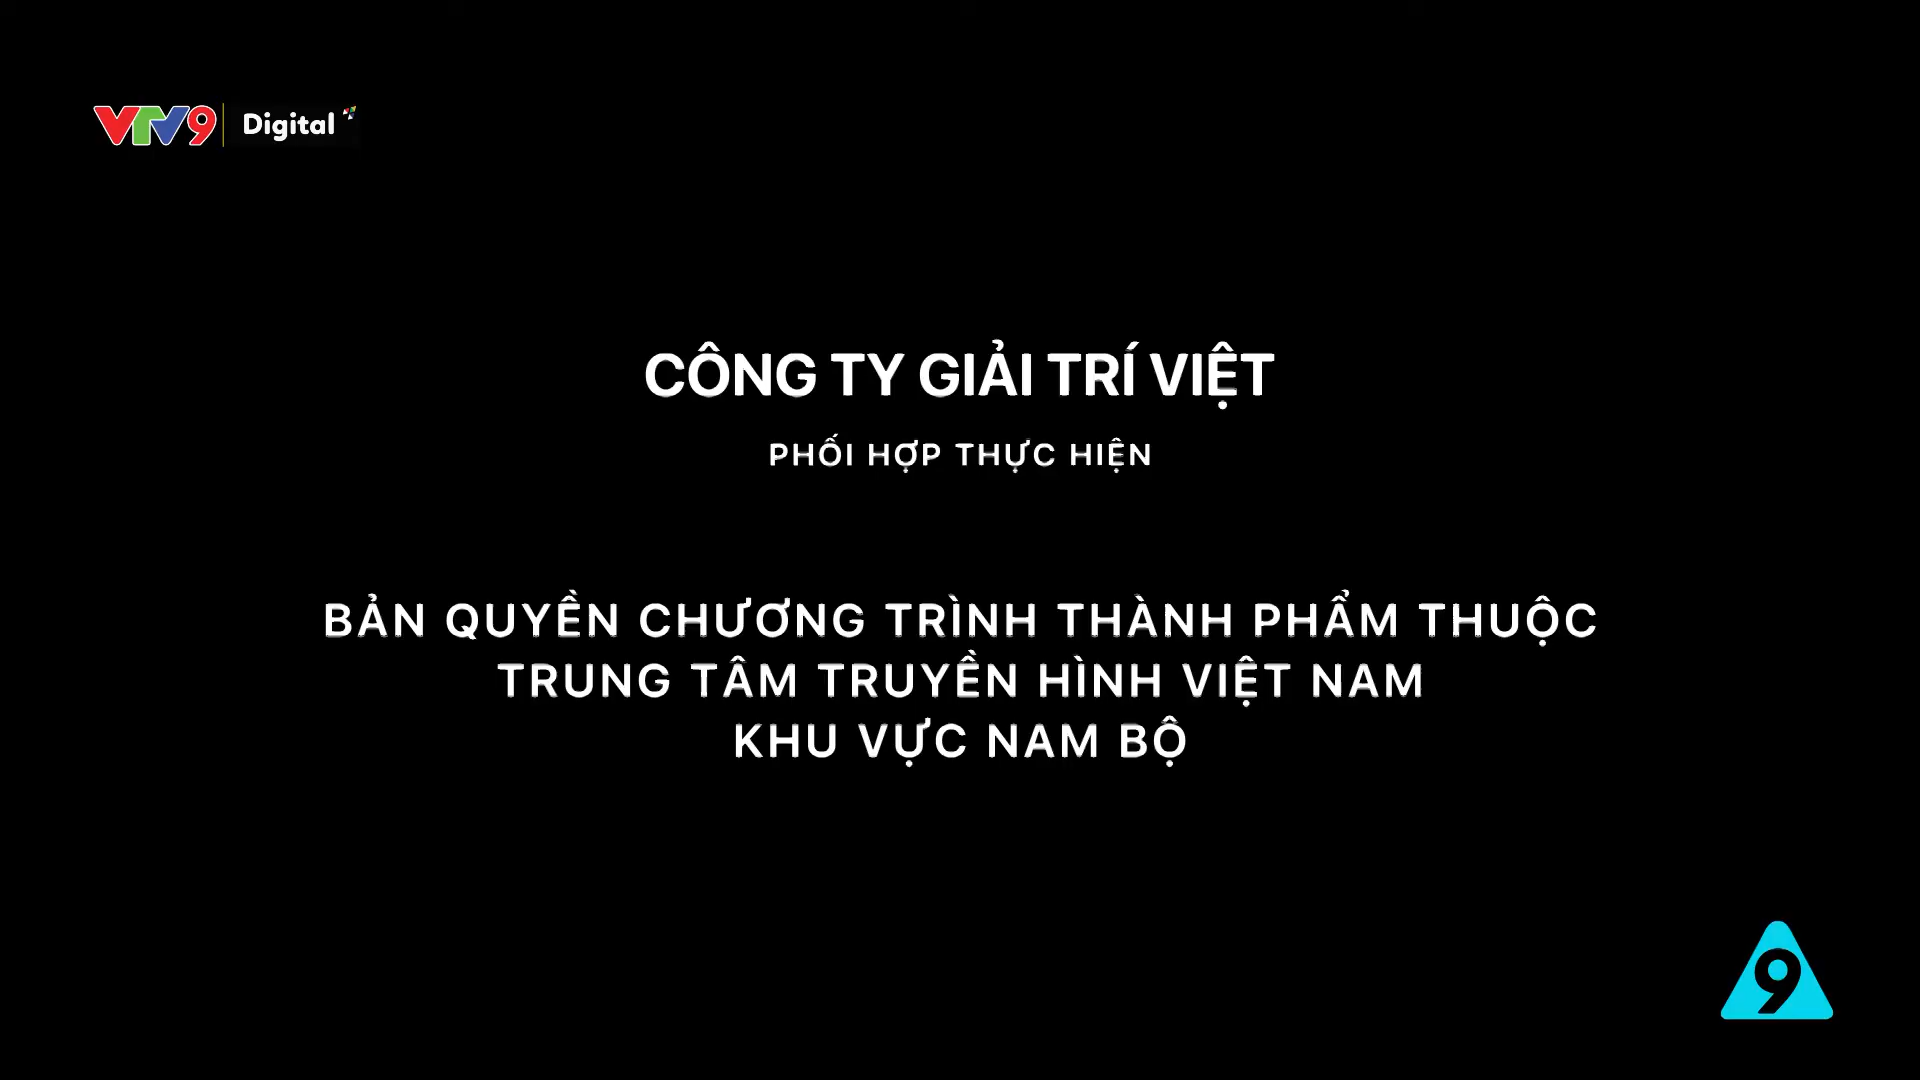 VTV9 Digital
CÔNG TY GIẢI TRÍ VIỆT
PHỐI HỢP THỰC HIỆN
BẢN QUYỀN CHƯƠNG TRÌNH THÀNH PHẨM THUỘC
TRUNG TÂM TRUYỀN HÌNH VIỆT NAM
KHU VỰC NAM BỘ
9